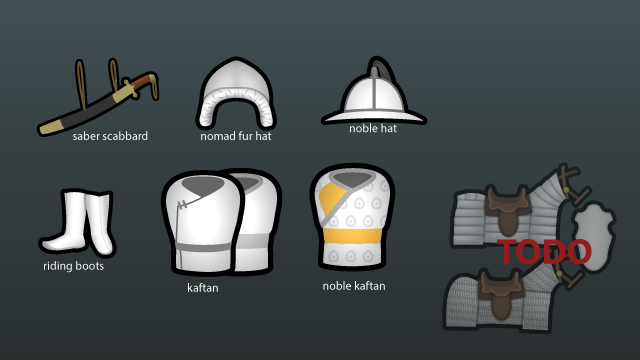 saber scabbard
nomad fur hat
noble hat
riding boots
kaftan
noble kaftan
TODO